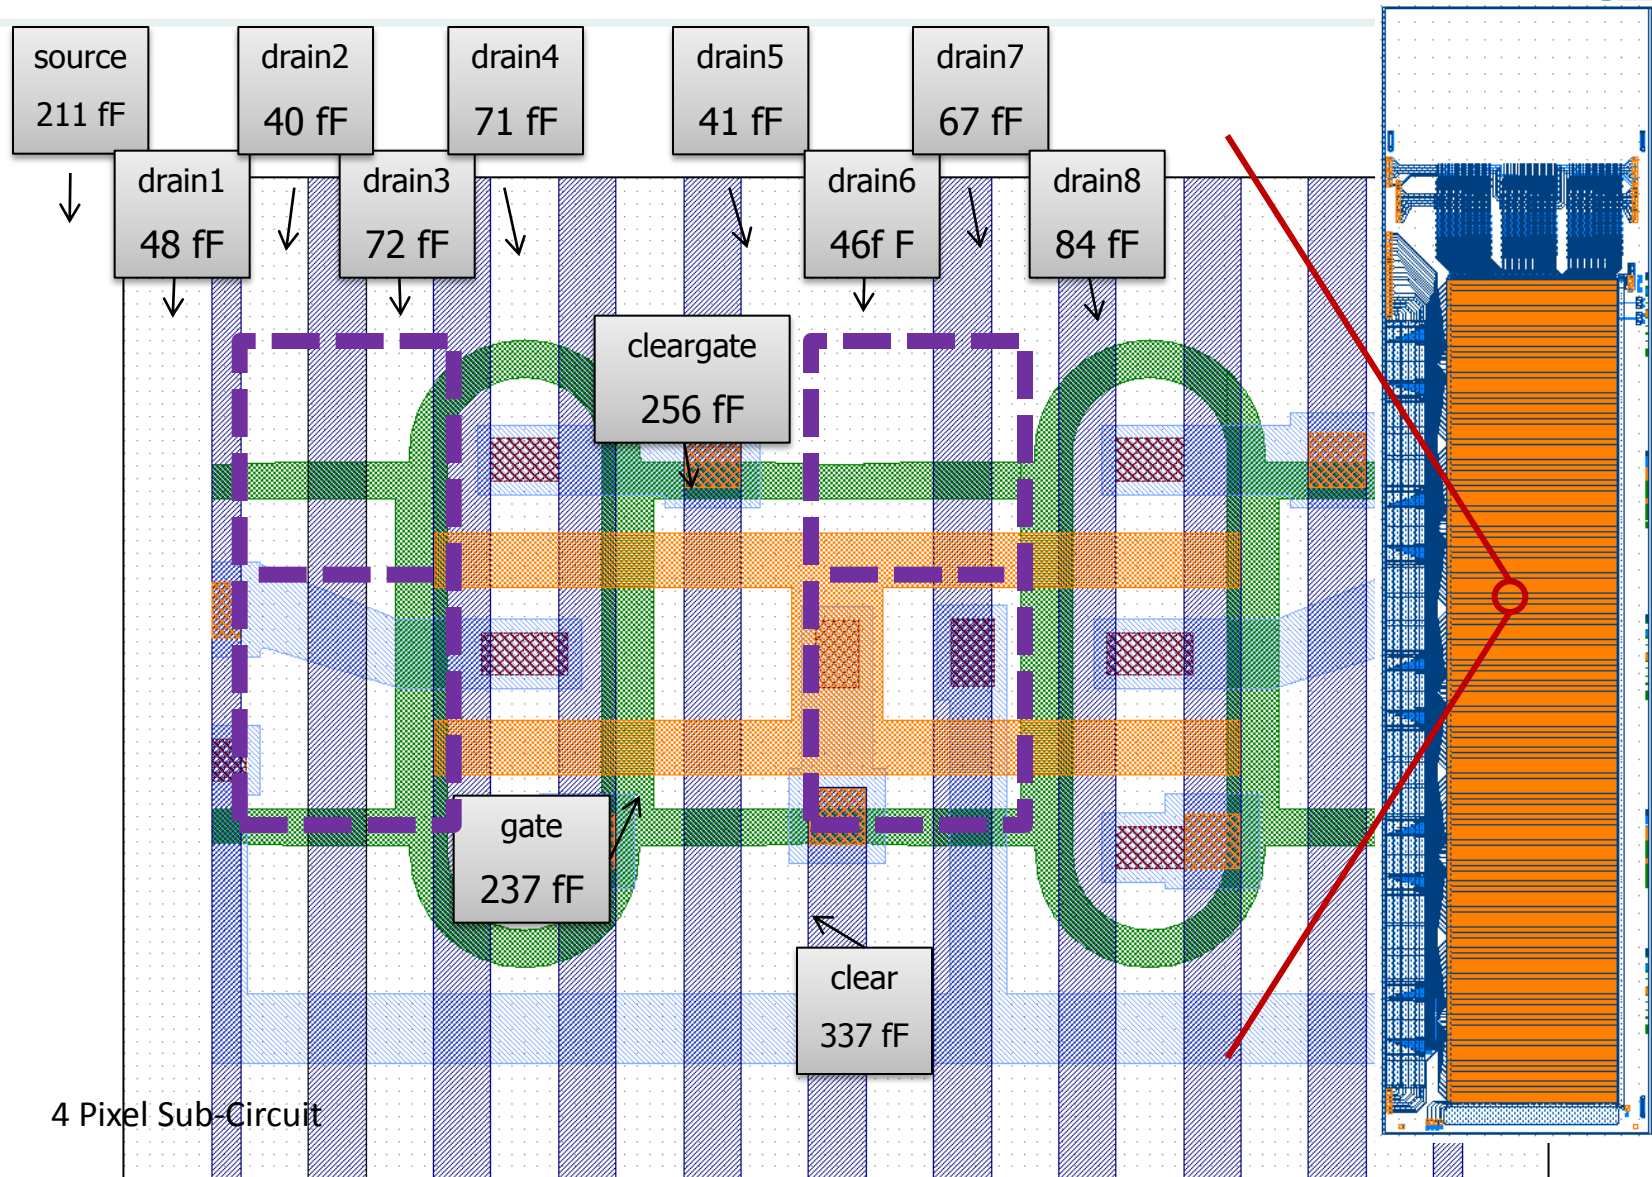 source
211 fF
drain2
40 fF
drain4
71 fF
drain5
41 fF
drain7
67 fF
drain1
48 fF
drain3
72 fF
drain6
46f F
drain8
84 fF
cleargate
256 fF
gate
237 fF
clear
337 fF
4 Pixel Sub-Circuit